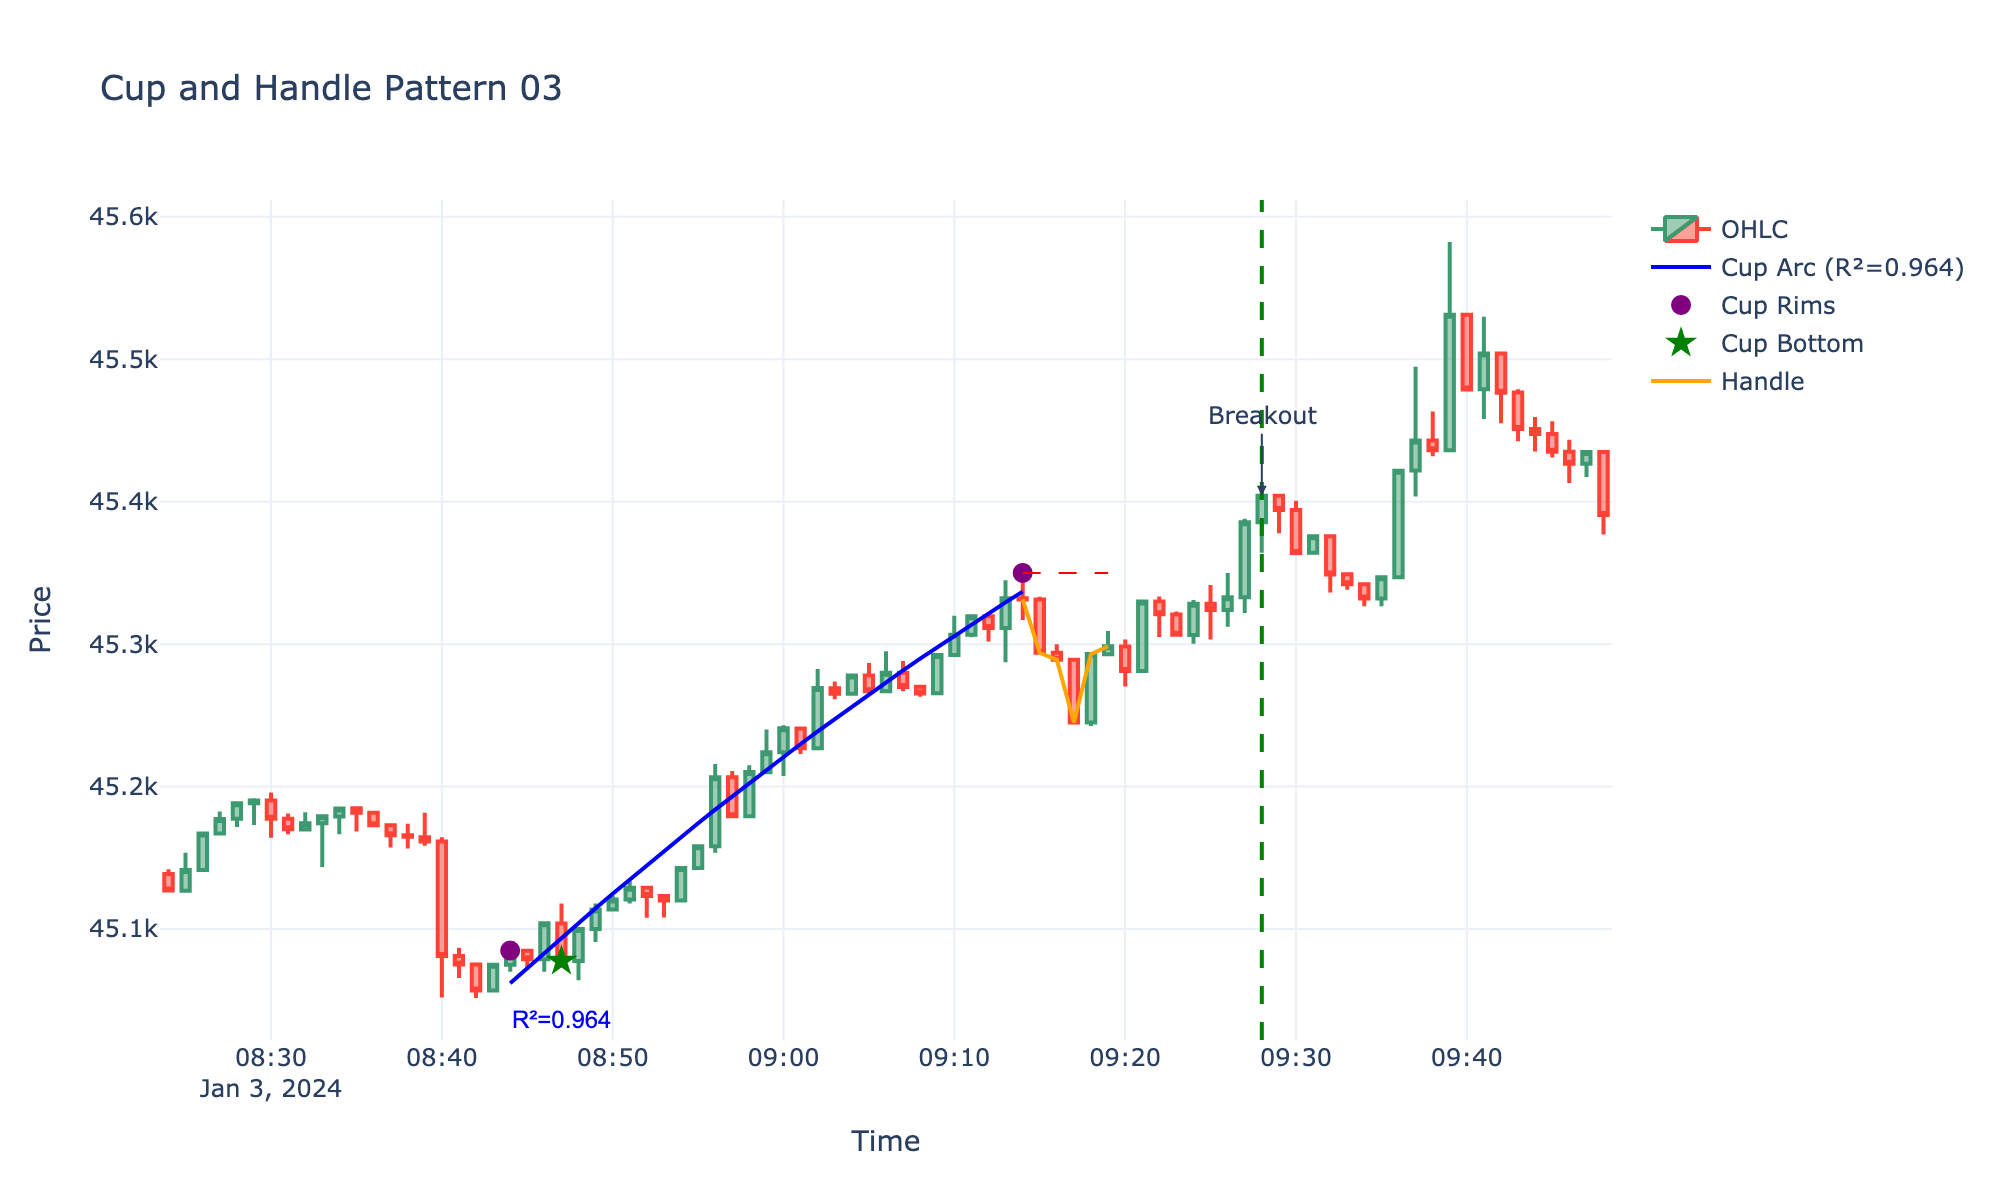 Cup and Handle Pattern 03
45.6k
45.5k
45.4k
45.3k
45.2k
45.1k
Price
Breakout
R²=0.964
08:30
08:40
08:50
09:00
09:10
09:20
09:30
09:40
Jan 3, 2024
Time
OHLC
Cup Arc (R²=0.964)
Cup Rims
Cup Bottom
Handle